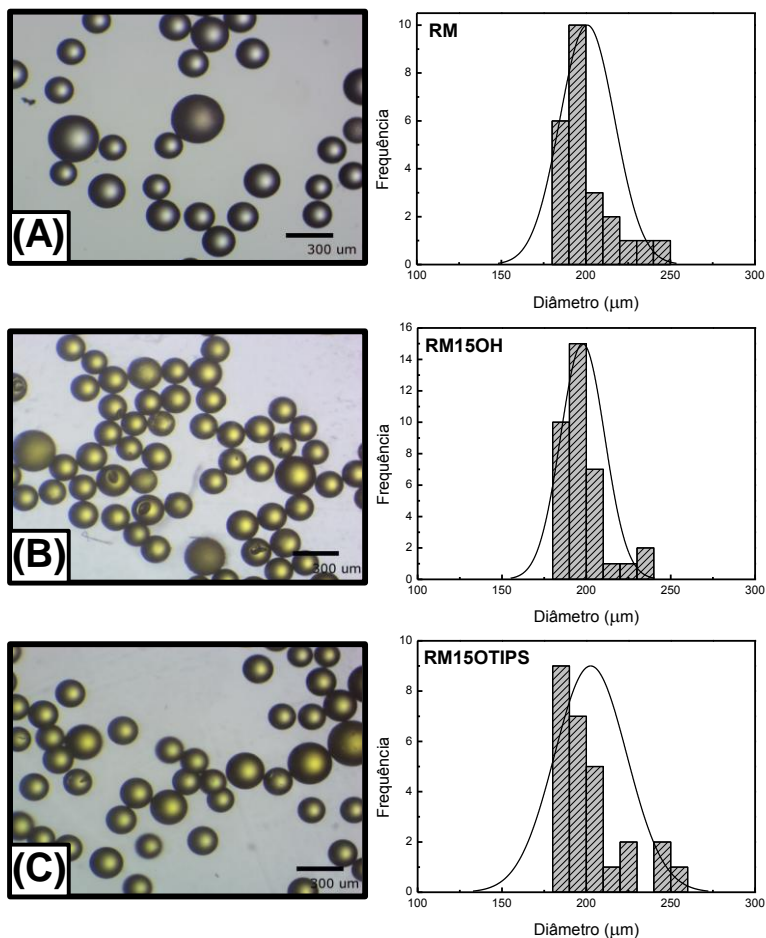 (A)
300 um
RM
Frequência
10
8
6
4
2
0
100 150 200 250 300
Diâmetro (μm)
(B)
300 um
RM15OH
Frequência
16
14
12
10
8
6
4
2
0
100 150 200 250 300
Diâmetro (μm)
(C)
300 um
RM15OTIPS
Frequência
10
8
6
4
2
0
100 150 200 250 300
Diâmetro (μm)